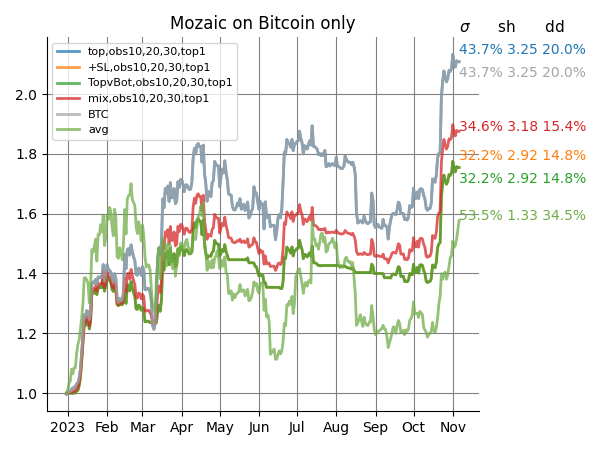 Mozaic on Bitcoin only
σ sh dd
top,obs10,20,30,top1
+SL,obs10,20,30,top1
TopvBot,obs10,20,30,top1
mix,obs10,20,30,top1
BTC
avg
43.7% 3.25 20.0%
43.7% 3.25 20.0%
34.6% 3.18 15.4%
32.2% 2.92 14.8%
32.2% 2.92 14.8%
53.5% 1.33 34.5%
2.0
1.8
1.6
1.4
1.2
1.0
2023 Feb Mar Apr May Jun Jul Aug Sep Oct Nov